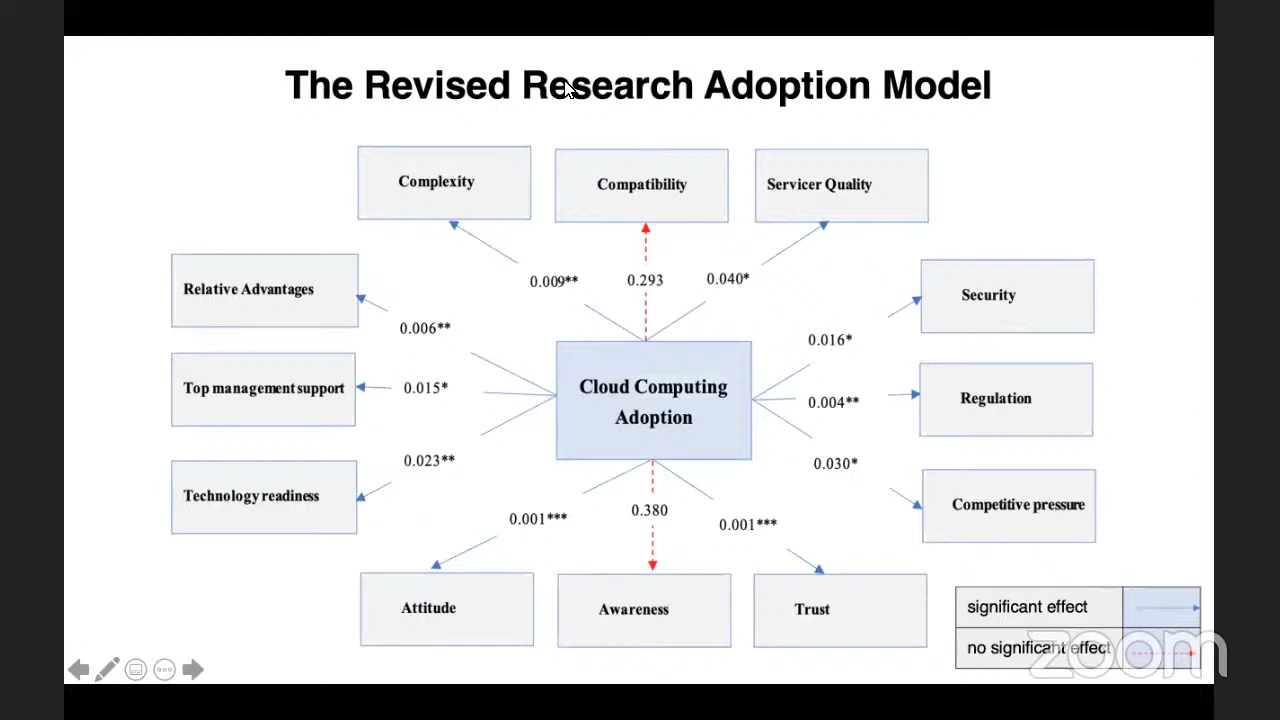 The Revised Research Adoption Model
Complexity
Compatibility
Servicer Quality
Relative Advantages
Security
0.009**
0.293
0.040*
0.006**
0.016*
Top management support
0.015*
Cloud Computing
Adoption
0.004**
Regulation
0.023**
0.030*
Technology readiness
Competitive pressure
0.001***
0.380
0.001***
Attitude
Awareness
Trust
significant effect
no significant effect
zoom